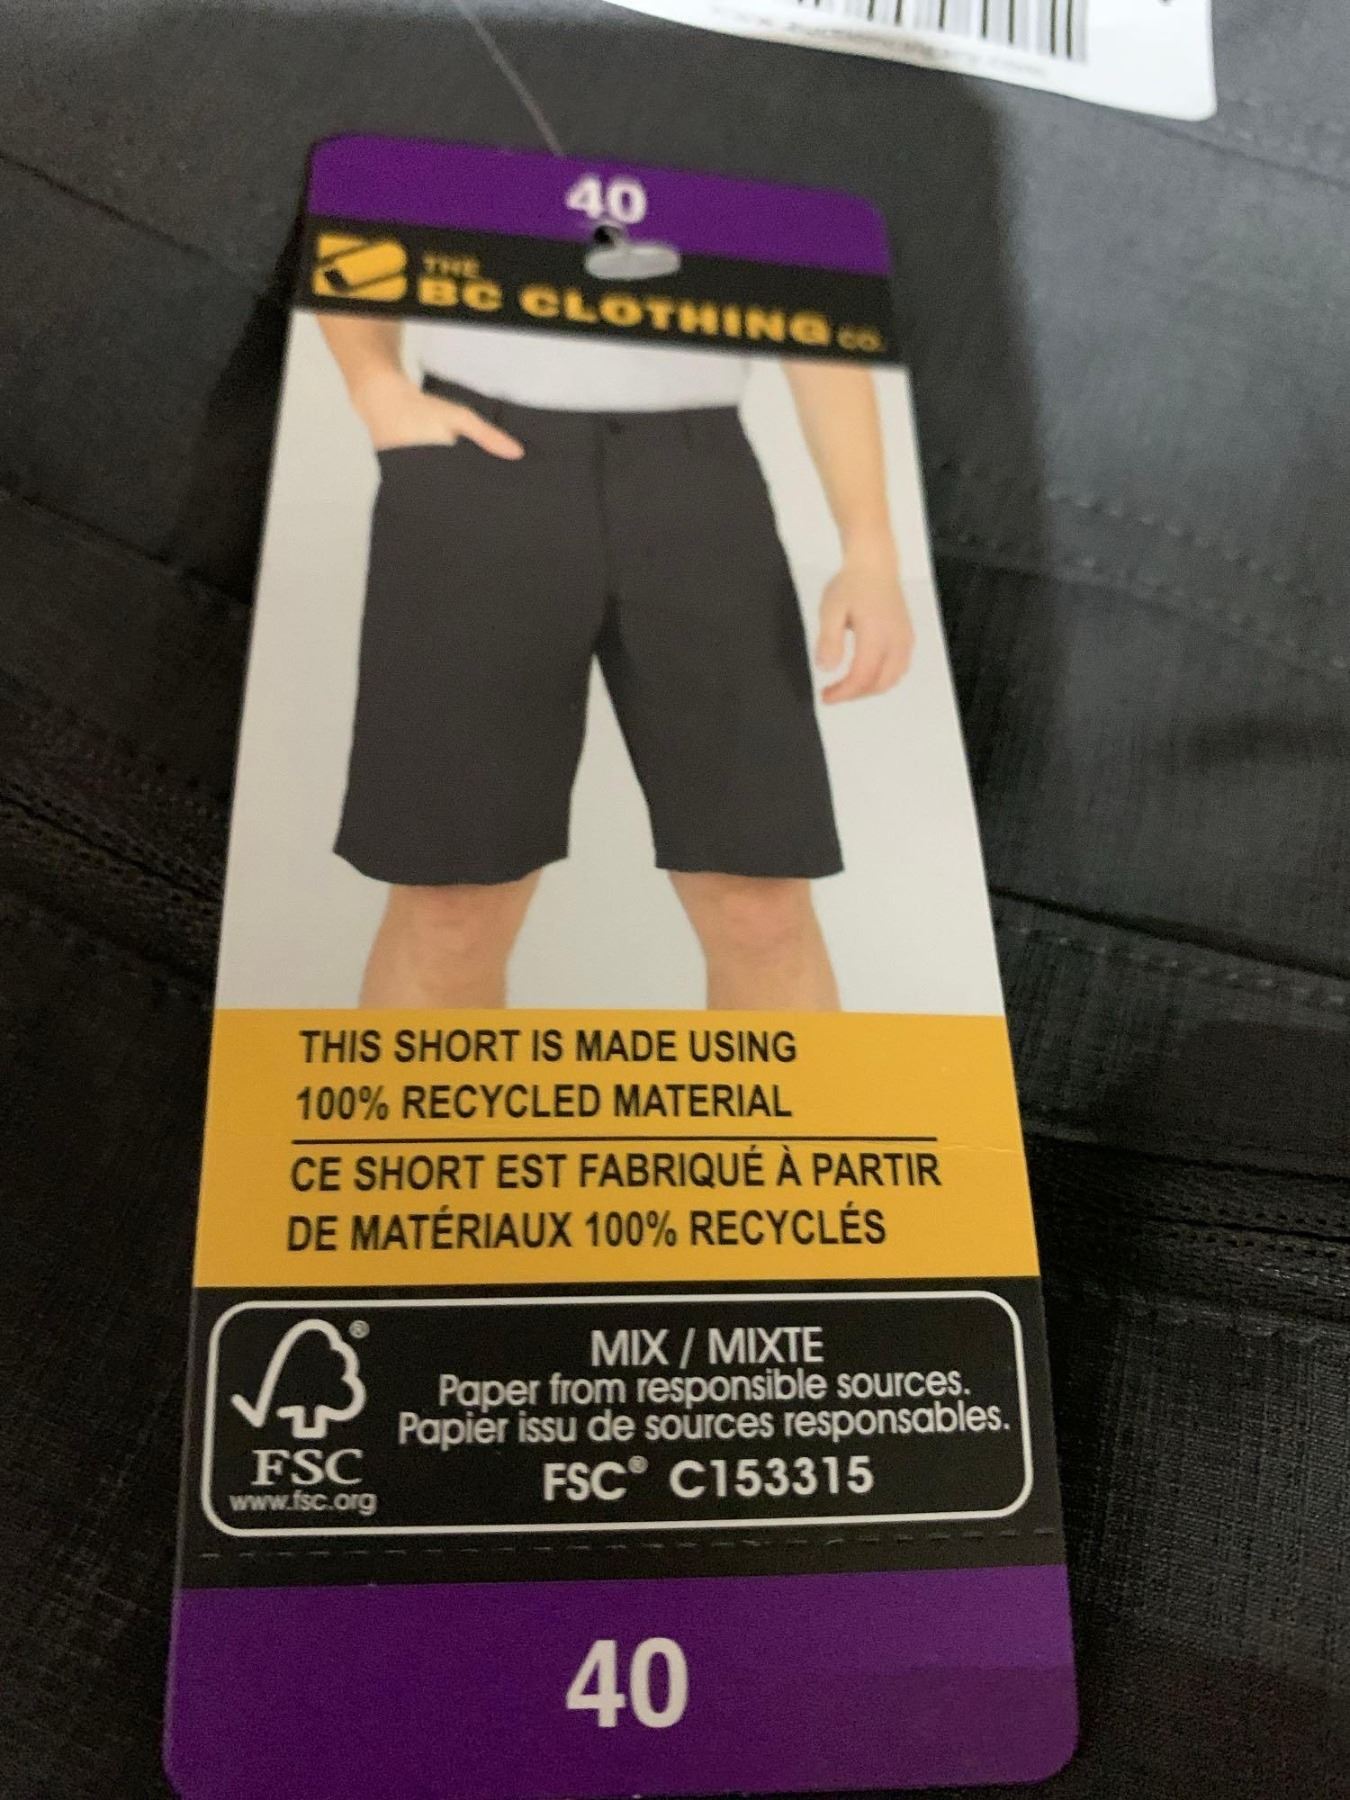 40
THE
BC CLOTHING CO.
THIS SHORT IS MADE USING
100% RECYCLED MATERIAL
CE SHORT EST FABRIQUÉ À PARTIR
DE MATÉRIAUX 100% RECYCLÉS
MIX / MIXTE
Paper from responsible sources.
Papier issu de sources responsables.
FSC® C153315
®
FSC
www.fsc.org
40